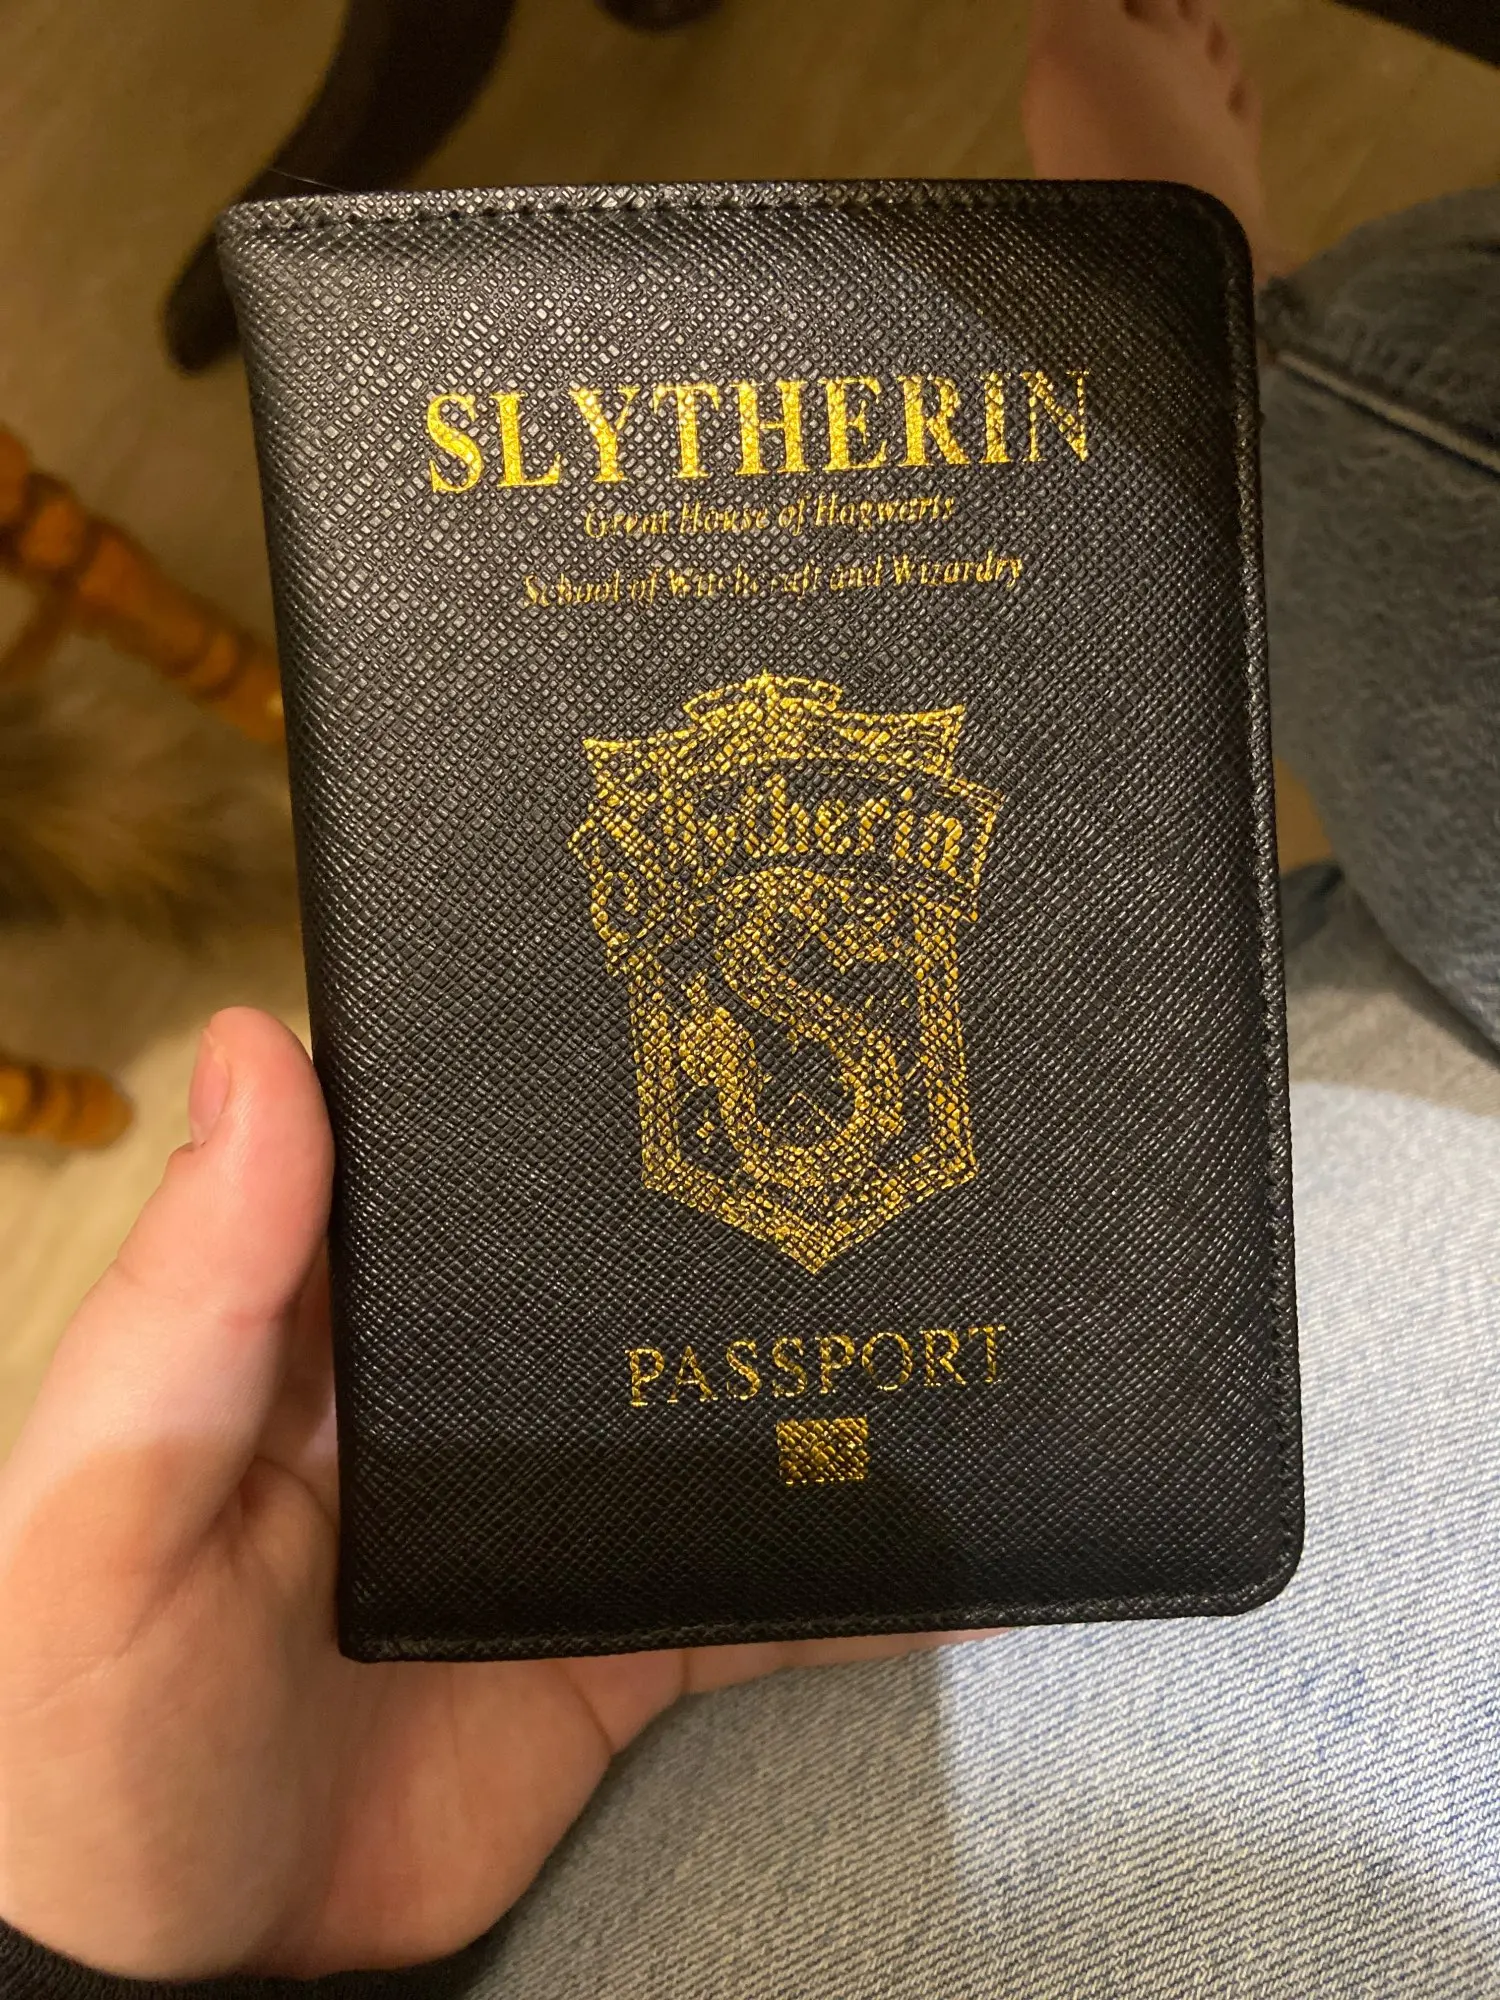 SLYTHERIN
Great House of Hogwarts
School of Witchcraft and Wizardry
Slytherin
PASSPORT